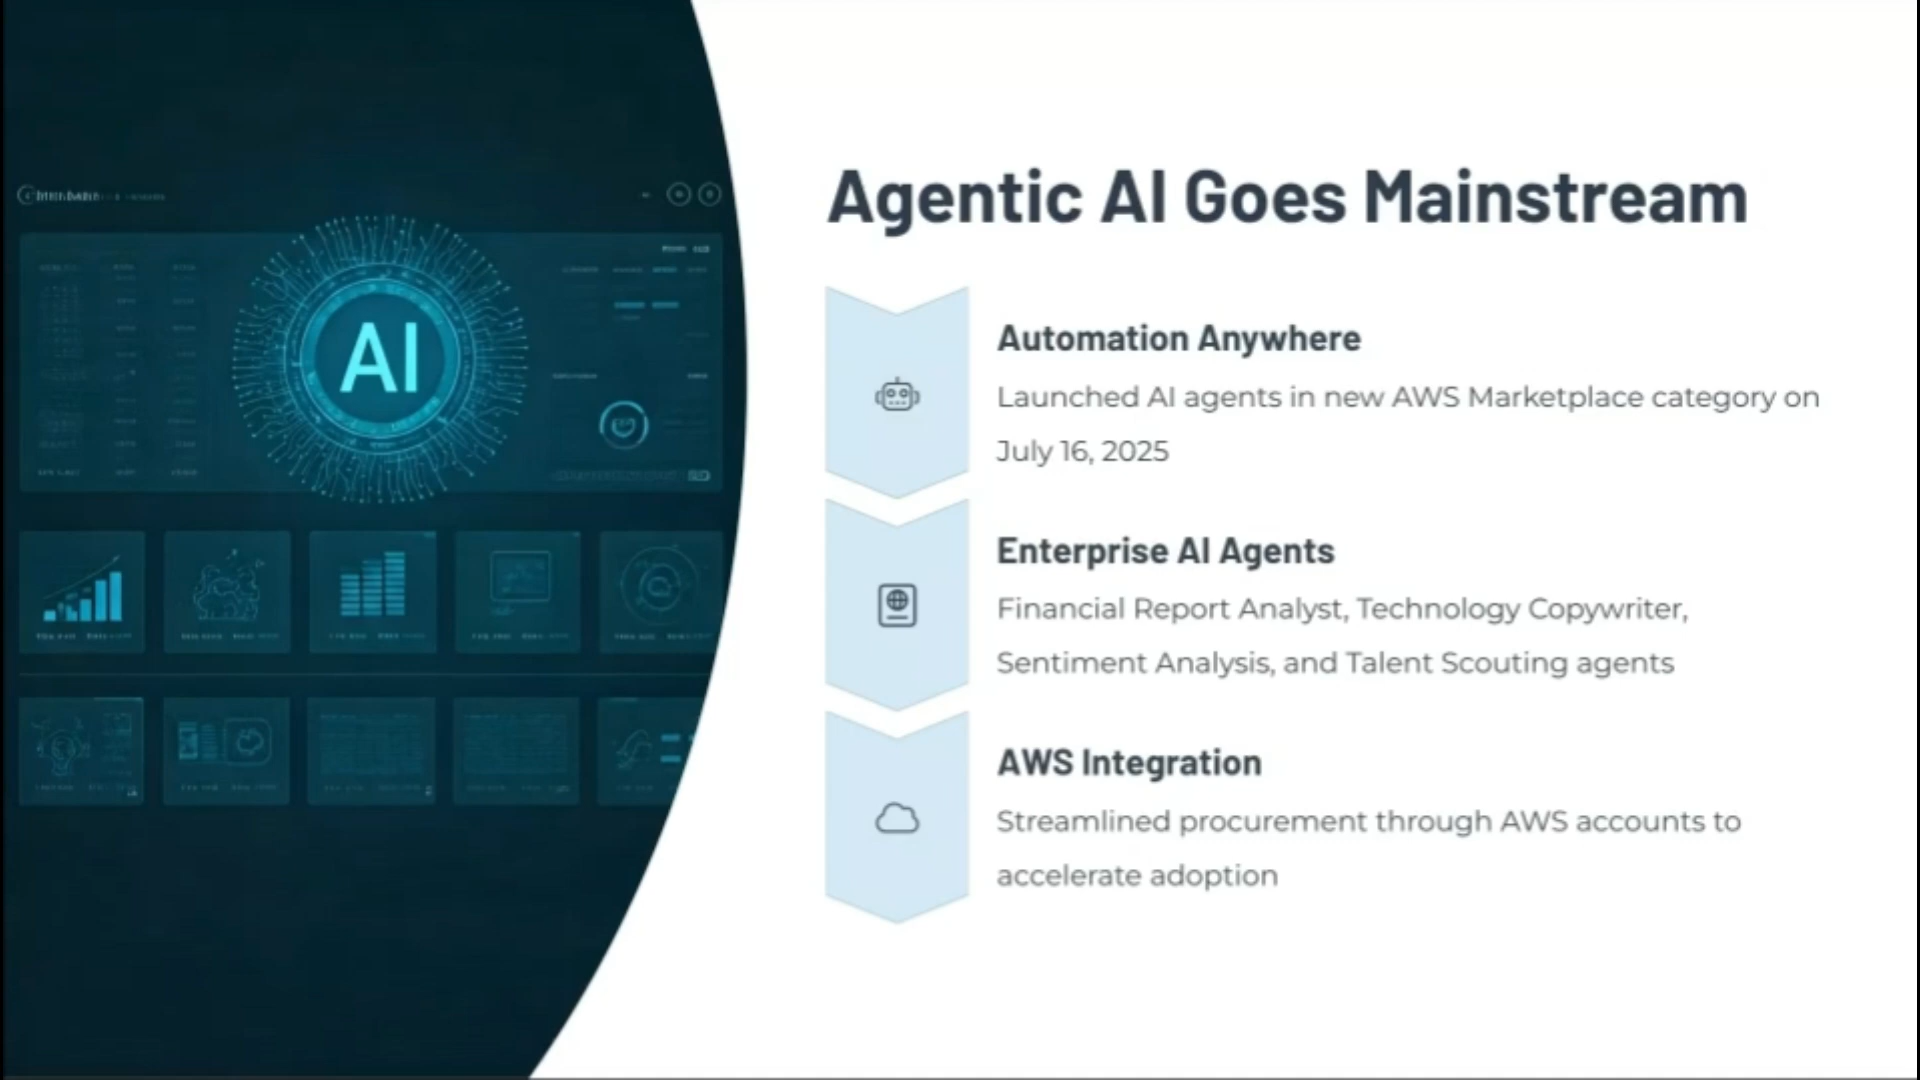 AI
Agentic AI Goes Mainstream
Automation Anywhere
Launched AI agents in new AWS Marketplace category on
July 16, 2025
Enterprise AI Agents
Financial Report Analyst, Technology Copywriter,
Sentiment Analysis, and Talent Scouting agents
AWS Integration
Streamlined procurement through AWS accounts to
accelerate adoption